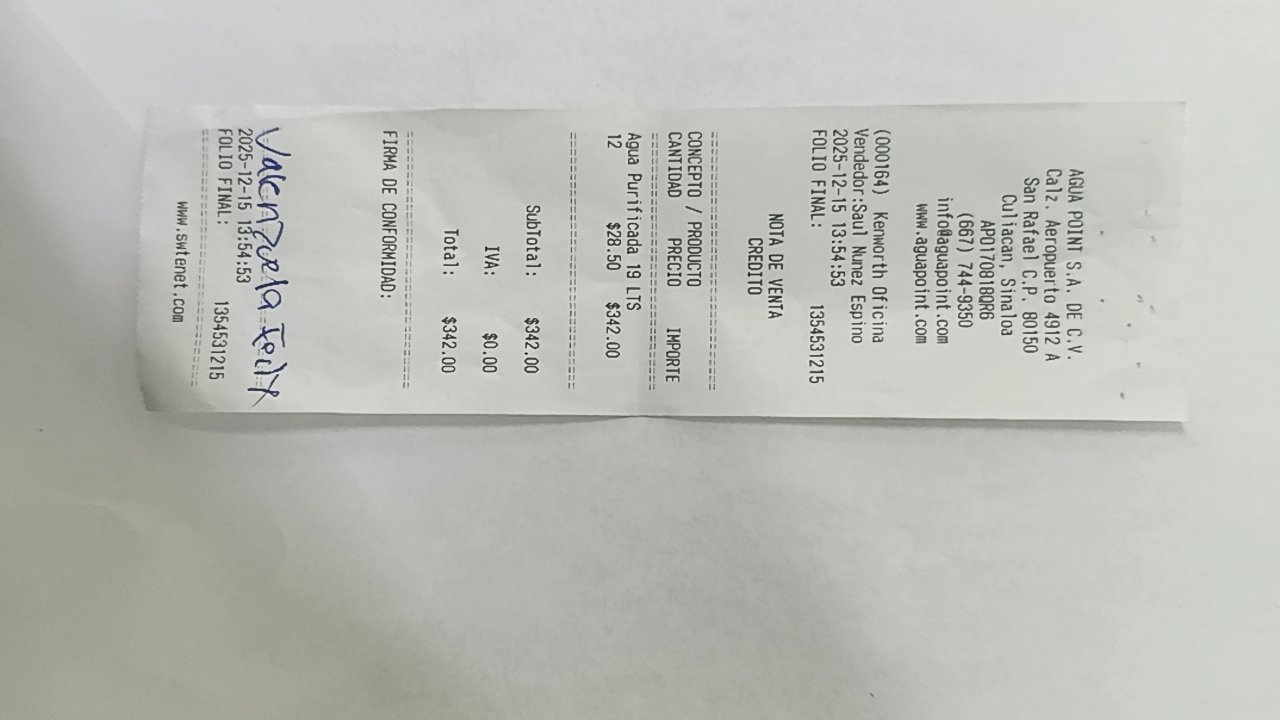 AGUA POINT S.A. DE C.V.
Calz. Aeropuerto 4912 A
San Rafael C.P. 80150
Culiacan, Sinaloa
APO170818QR6
(667) 744-9350
info@aguapoint.com
www.aguapoint.com
(000164) Kenworth Oficina
Vendedor:Saul Nunez Espino
2025-12-15 13:54:53
FOLIO FINAL: 1354531215
NOTA DE VENTA
CREDITO
CONCEPTO / PRODUCTO
CANTIDAD PRECIO IMPORTE
Agua Purificada 19 LTS
12 $28.50 $342.00
SubTotal: $342.00
IVA: $0.00
Total: $342.00
FIRMA DE CONFORMIDAD:
Valenzuela Felix
2025-12-15 13:54:53
FOLIO FINAL: 1354531215
www.swtenet.com